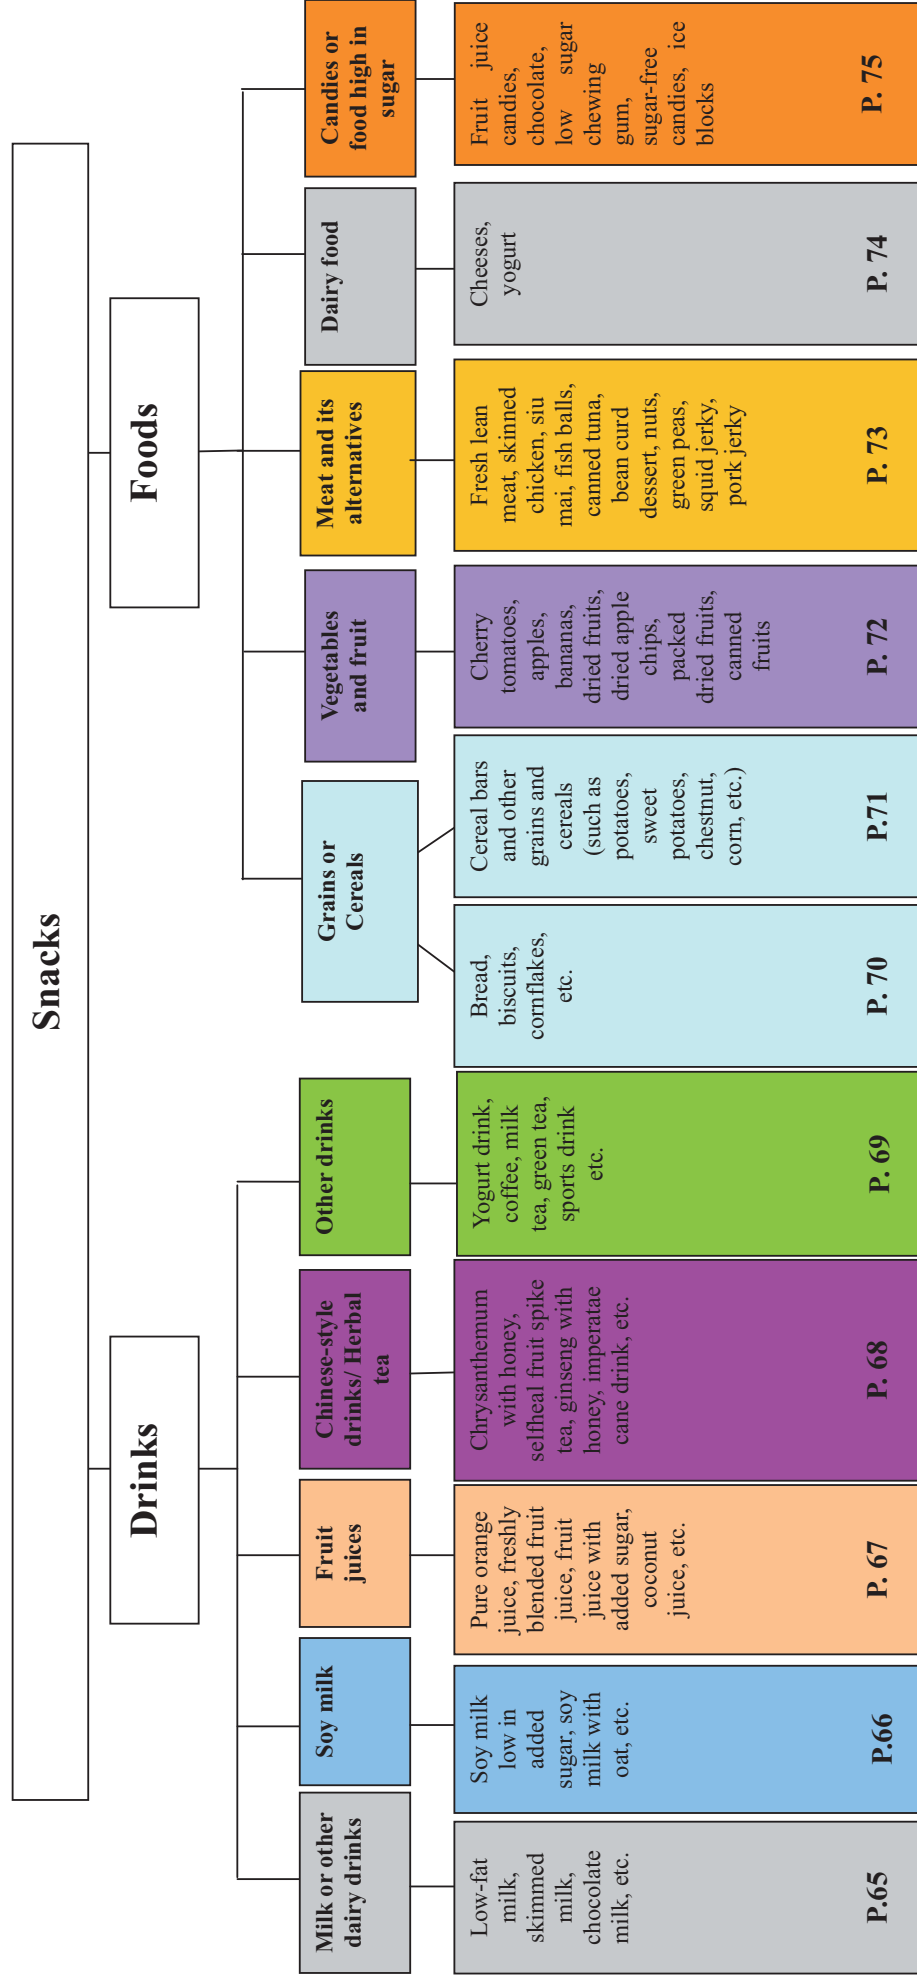 Snacks
Drinks
Foods
Milk or other
dairy drinks
Soy milk
Fruit
juices
Chinese-style
drinks/ Herbal
tea
Other drinks
Grains or
Cereals
Vegetables
and fruit
Meat and its
alternatives
Dairy food
Candies or
food high in
sugar
Low-fat
milk,
skimmed
milk,
chocolate
milk, etc.
P.65
Soy milk
low in
added
sugar, soy
milk with
oat, etc.
P.66
Pure orange
juice, freshly
blended fruit
juice, fruit
juice with
added sugar,
coconut
juice, etc.
P. 67
Chrysanthemum
with honey,
selfheal fruit spike
tea, ginseng with
honey, imperatae
cane drink, etc.
P. 68
Yogurt drink,
coffee, milk
tea, green tea,
sports drink
etc.
P. 69
Bread,
biscuits,
cornflakes,
etc.
P. 70
Cereal bars
and other
grains and
cereals
(such as
potatoes,
sweet
potatoes,
chestnut,
corn, etc.)
P.71
Cherry
tomatoes,
apples,
bananas,
dried fruits,
dried apple
chips,
packed
dried fruits,
canned
fruits
P. 72
Fresh lean
meat, skinned
chicken, siu
mai, fish balls,
canned tuna,
bean curd
dessert, nuts,
green peas,
squid jerky,
pork jerky
P. 73
Cheeses,
yogurt
P. 74
Fruit juice
candies,
chocolate,
low sugar
chewing
gum,
sugar-free
candies, ice
blocks
P. 75